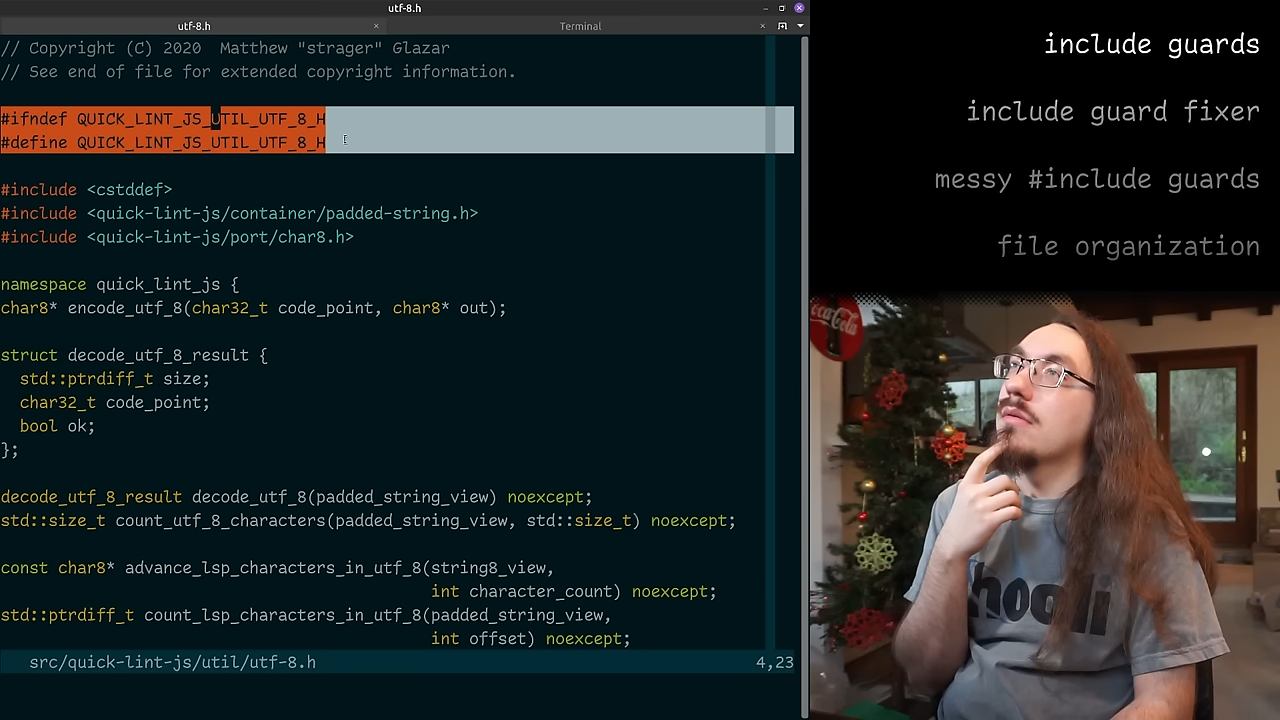 utf-8.h
utf-8.h
Terminal
// Copyright (C) 2020  Matthew "strager" Glazar
// See end of file for extended copyright information.
#ifndef QUICK_LINT_JS_UTIL_UTF_8_H
#define QUICK_LINT_JS_UTIL_UTF_8_H
#include <cstddef>
#include <quick-lint-js/container/padded-string.h>
#include <quick-lint-js/port/char8.h>
namespace quick_lint_js {
char8* encode_utf_8(char32_t code_point, char8* out);
struct decode_utf_8_result {
  std::ptrdiff_t size;
  char32_t code_point;
  bool ok;
};
decode_utf_8_result decode_utf_8(padded_string_view) noexcept;
std::size_t count_utf_8_characters(padded_string_view, std::size_t) noexcept;
const char8* advance_lsp_characters_in_utf_8(string8_view,
                                             int character_count) noexcept;
std::ptrdiff_t count_lsp_characters_in_utf_8(padded_string_view,
                                             int offset) noexcept;
src/quick-lint-js/util/utf-8.h
4,23
include guards
include guard fixer
messy #include guards
file organization
Coca-Cola
hooli